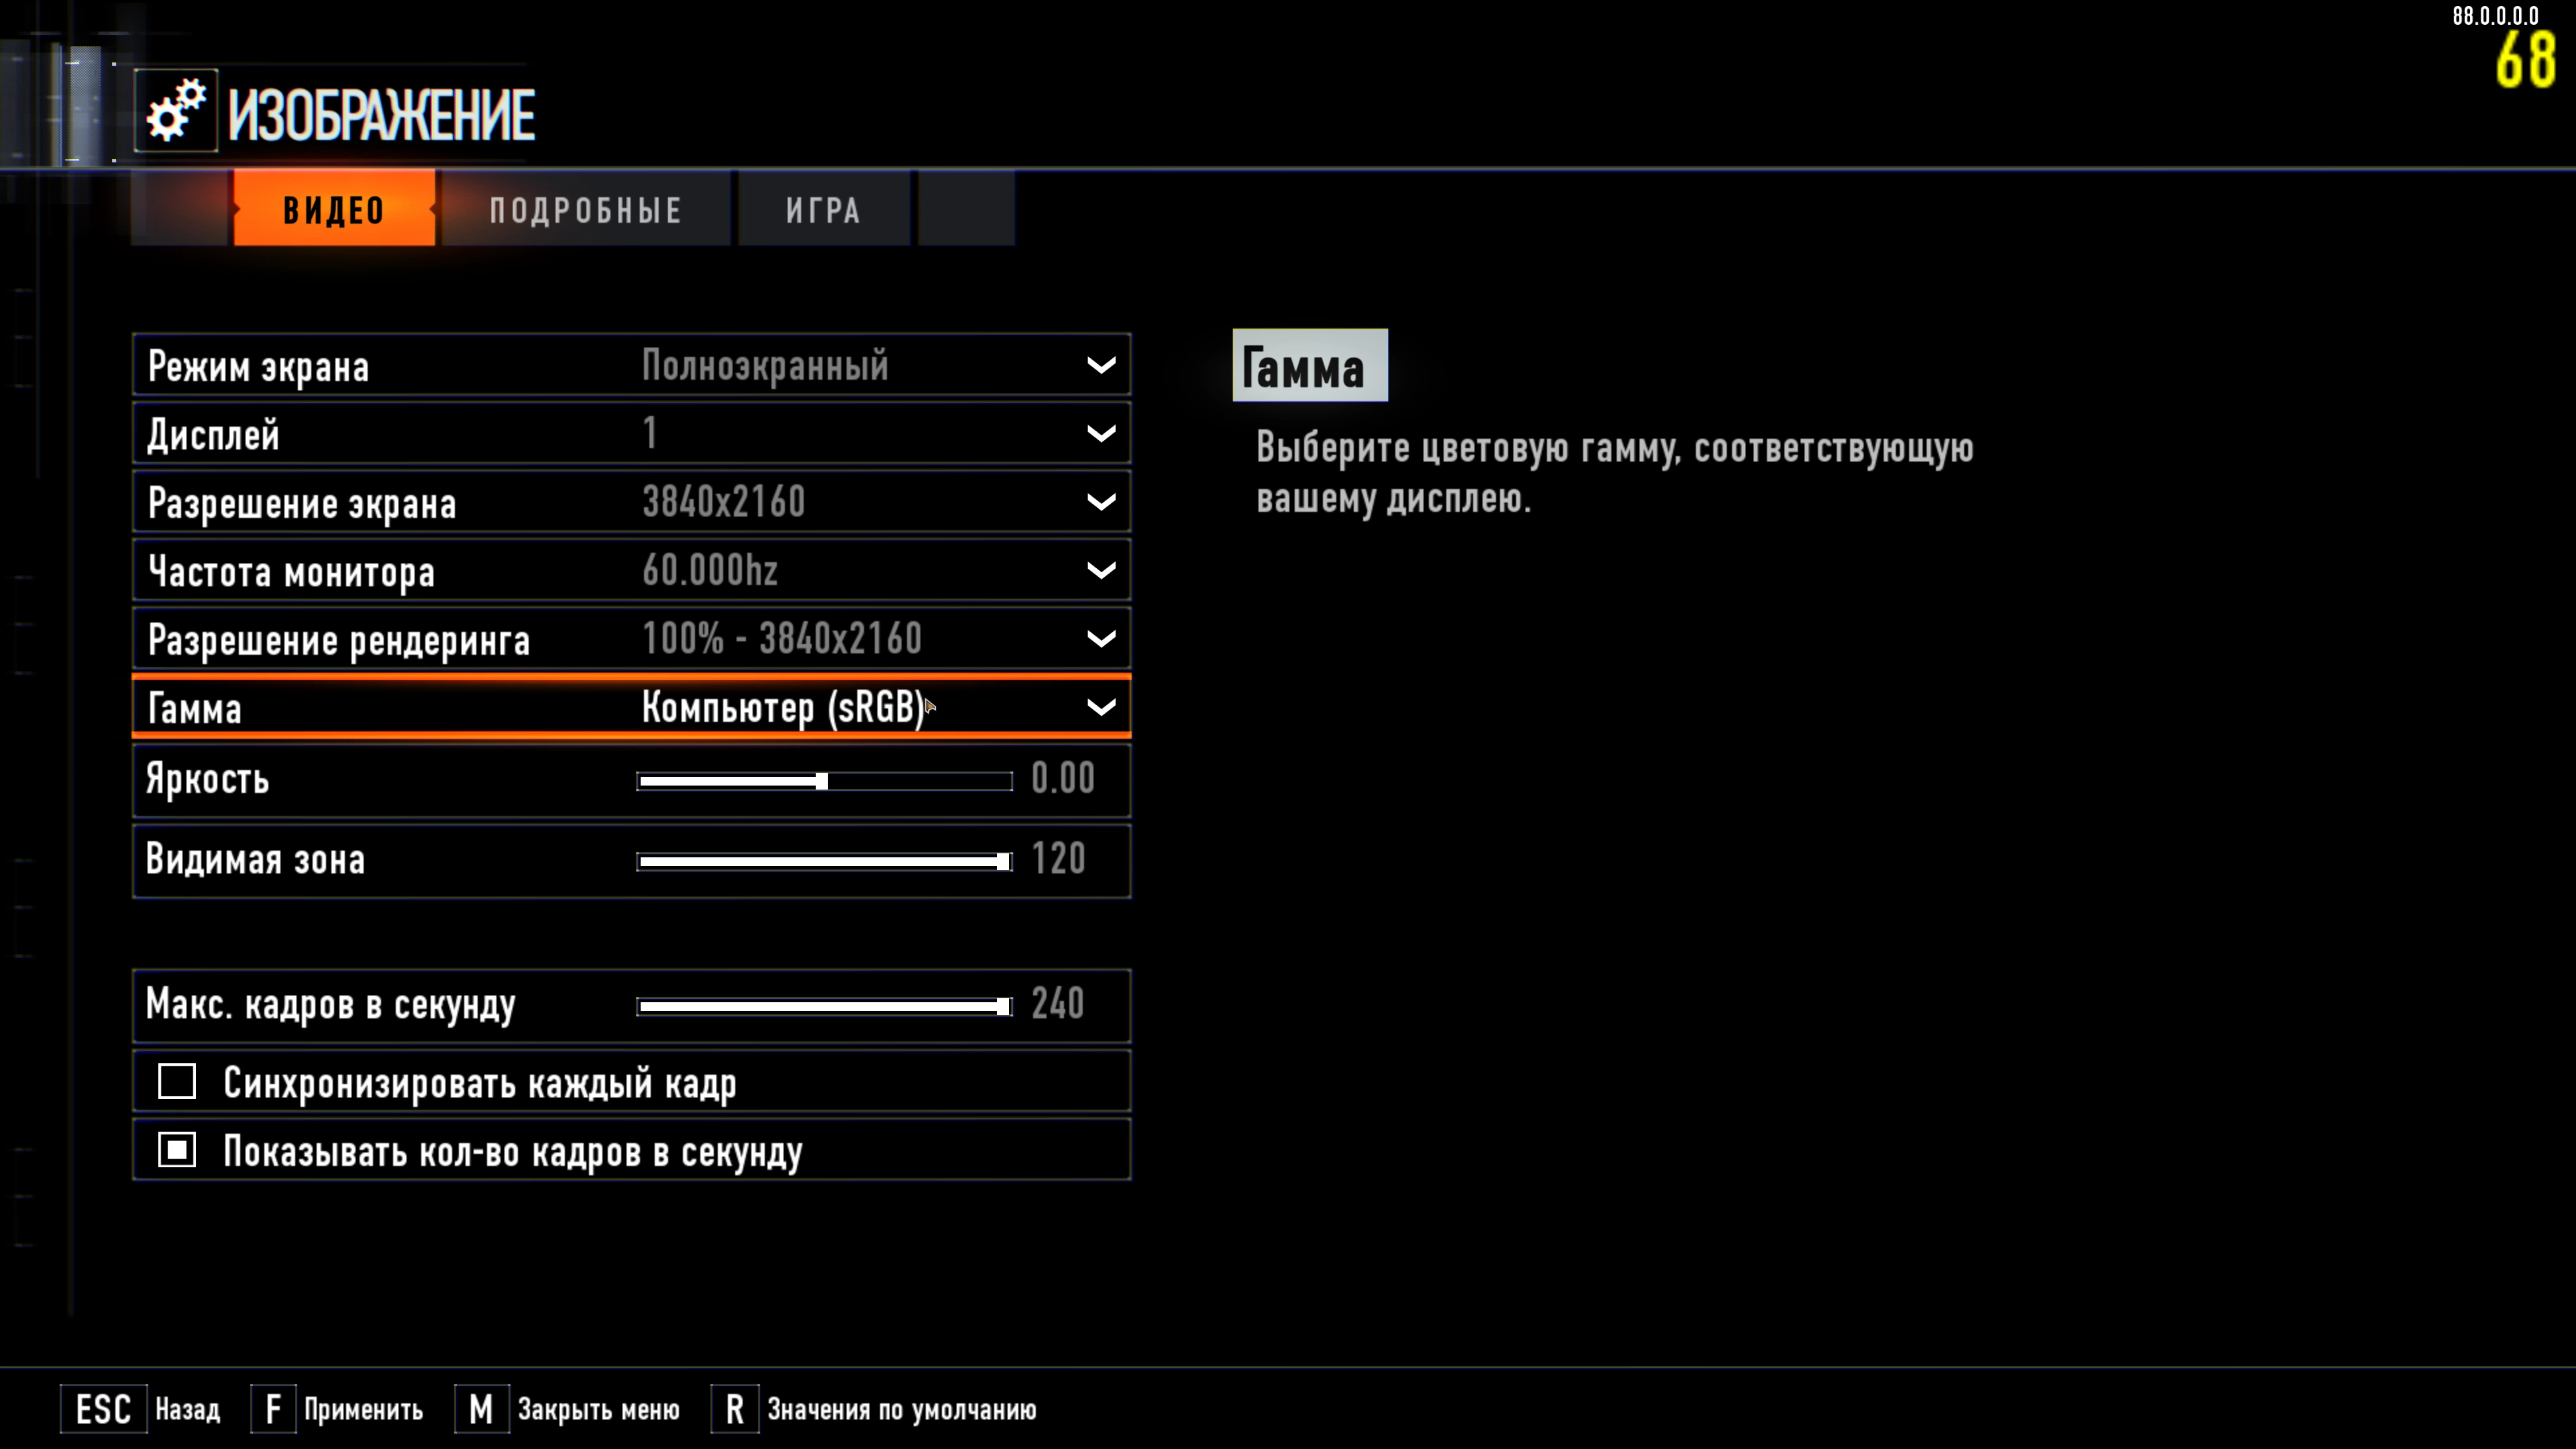 88.0.0.0.0
68
ИЗОБРАЖЕНИЕ
ВИДЕО ПОДРОБНЫЕ ИГРА
Режим экрана Полноэкранный
Дисплей 1
Разрешение экрана 3840x2160
Частота монитора 60.000hz
Разрешение рендеринга 100% - 3840x2160
Гамма Компьютер (sRGB)
Яркость 0.00
Видимая зона 120
Макс. кадров в секунду 240
Синхронизировать каждый кадр
Показывать кол-во кадров в секунду
Гамма
Выберите цветовую гамму, соответствующую
вашему дисплею.
ESC Назад F Применить M Закрыть меню R Значения по умолчанию